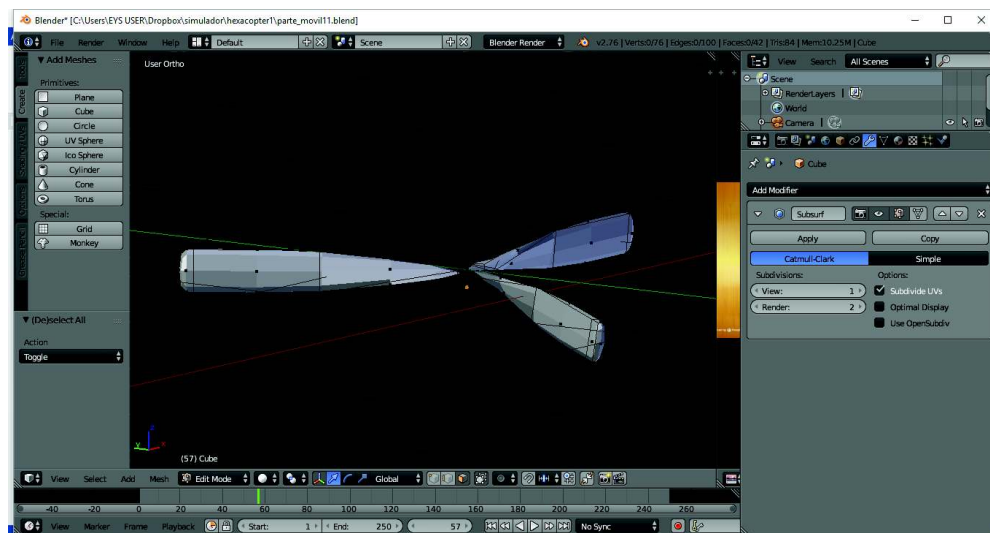 Blender* [C:\Users\EYS USER\Dropbox\simulador\hexacopter1\parte_movil11.blend]
File Render Window Help Default Scene Blender Render v2.76 | Verts:0/76 | Edges:0/100 | Faces:0/42 | Tris:84 | Mem:10.25M | Cube
Add Meshes
Primitives:
Plane
Cube
Circle
UV Sphere
Ico Sphere
Cylinder
Cone
Torus
Special:
Grid
Monkey
Create
(De)select All
Action
Toggle
User Ortho
(57) Cube
View Search All Scenes
Scene
RenderLayers
World
Camera
Cube
Add Modifier
Subsurf
Apply Copy
Catmull-Clark Simple
Subdivisions: Options:
View: 1 Subdivide UVs
Render: 2 Optimal Display
Use OpenSubdiv
View Select Add Mesh Edit Mode Global
-40 -20 0 20 40 60 80 100 120 140 160 180 200 220 240 260
View Marker Frame Playback Start: 1 End: 250 57 No Sync